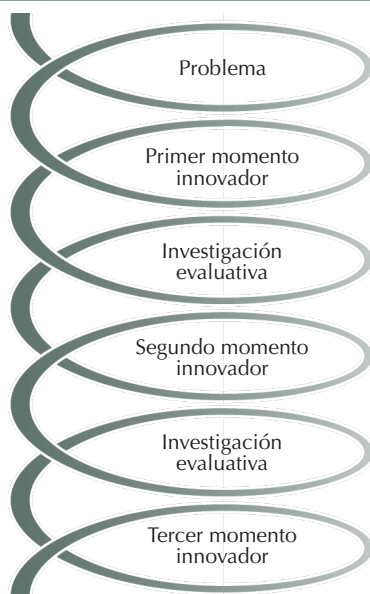 Problema
Primer momento
innovador
Investigación
evaluativa
Segundo momento
innovador
Investigación
evaluativa
Tercer momento
innovador